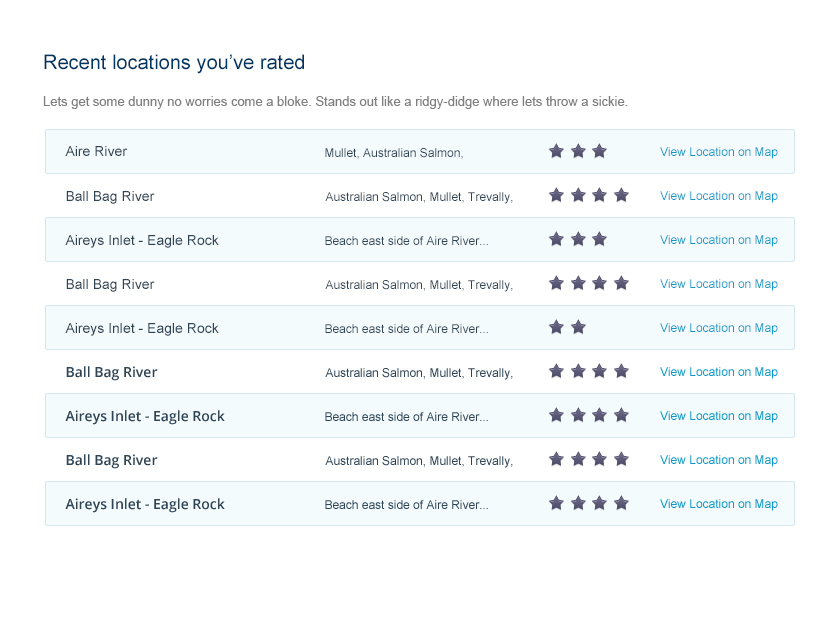 Recent locations you’ve rated
Lets get some dunny no worries come a bloke. Stands out like a ridgy-didge where lets throw a sickie.
Aire River Mullet, Australian Salmon, View Location on Map
Ball Bag River Australian Salmon, Mullet, Trevally, View Location on Map
Aireys Inlet - Eagle Rock Beach east side of Aire River... View Location on Map
Ball Bag River Australian Salmon, Mullet, Trevally, View Location on Map
Aireys Inlet - Eagle Rock Beach east side of Aire River... View Location on Map
Ball Bag River Australian Salmon, Mullet, Trevally, View Location on Map
Aireys Inlet - Eagle Rock Beach east side of Aire River... View Location on Map
Ball Bag River Australian Salmon, Mullet, Trevally, View Location on Map
Aireys Inlet - Eagle Rock Beach east side of Aire River... View Location on Map